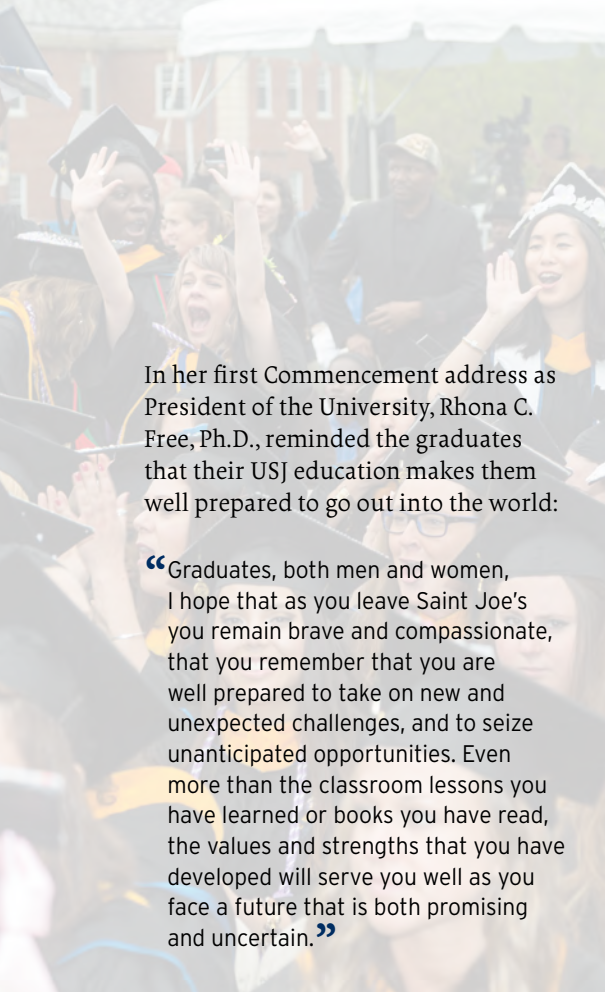 In her first Commencement address as
President of the University, Rhona C.
Free, Ph.D., reminded the graduates
that their USJ education makes them
well prepared to go out into the world:
“Graduates, both men and women,
I hope that as you leave Saint Joe’s
you remain brave and compassionate,
that you remember that you are
well prepared to take on new and
unexpected challenges, and to seize
unanticipated opportunities. Even
more than the classroom lessons you
have learned or books you have read,
the values and strengths that you have
developed will serve you well as you
face a future that is both promising
and uncertain.”